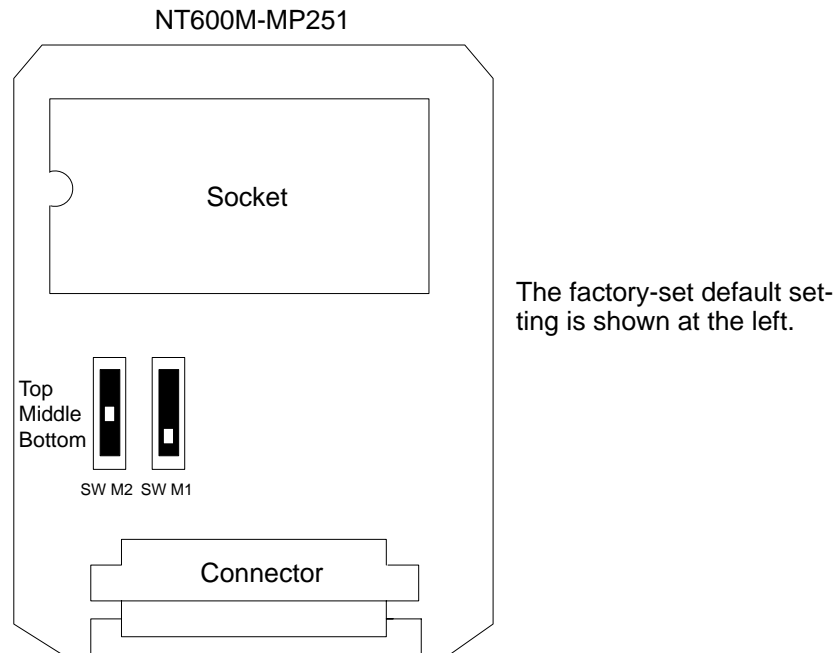 NT600M-MP251
Socket
The factory-set default set-
ting is shown at the left.
Top
Middle
Bottom
SW M2 SW M1
Connector